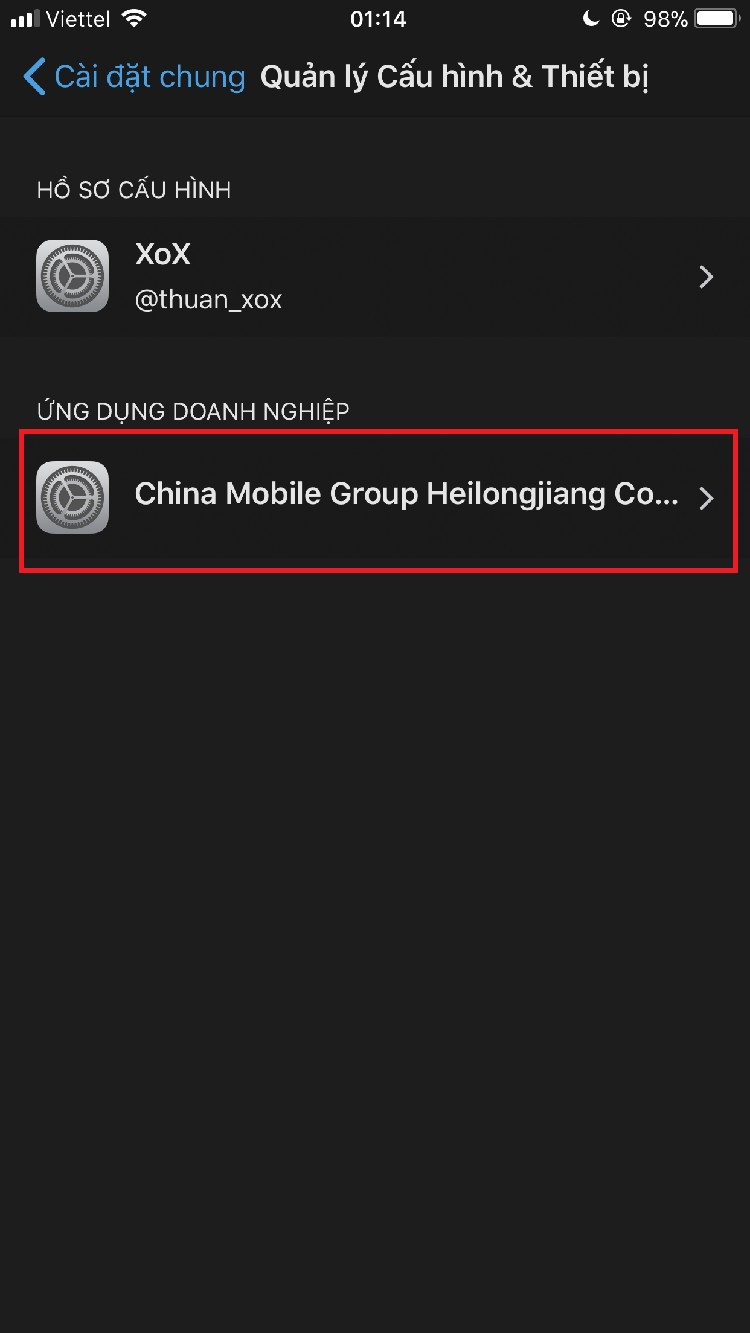 Viettel 01:14 98%
Cài đặt chung Quản lý Cấu hình & Thiết bị
HỒ SƠ CẤU HÌNH
XoX
@thuan_xox
ỨNG DỤNG DOANH NGHIỆP
China Mobile Group Heilongjiang Co...